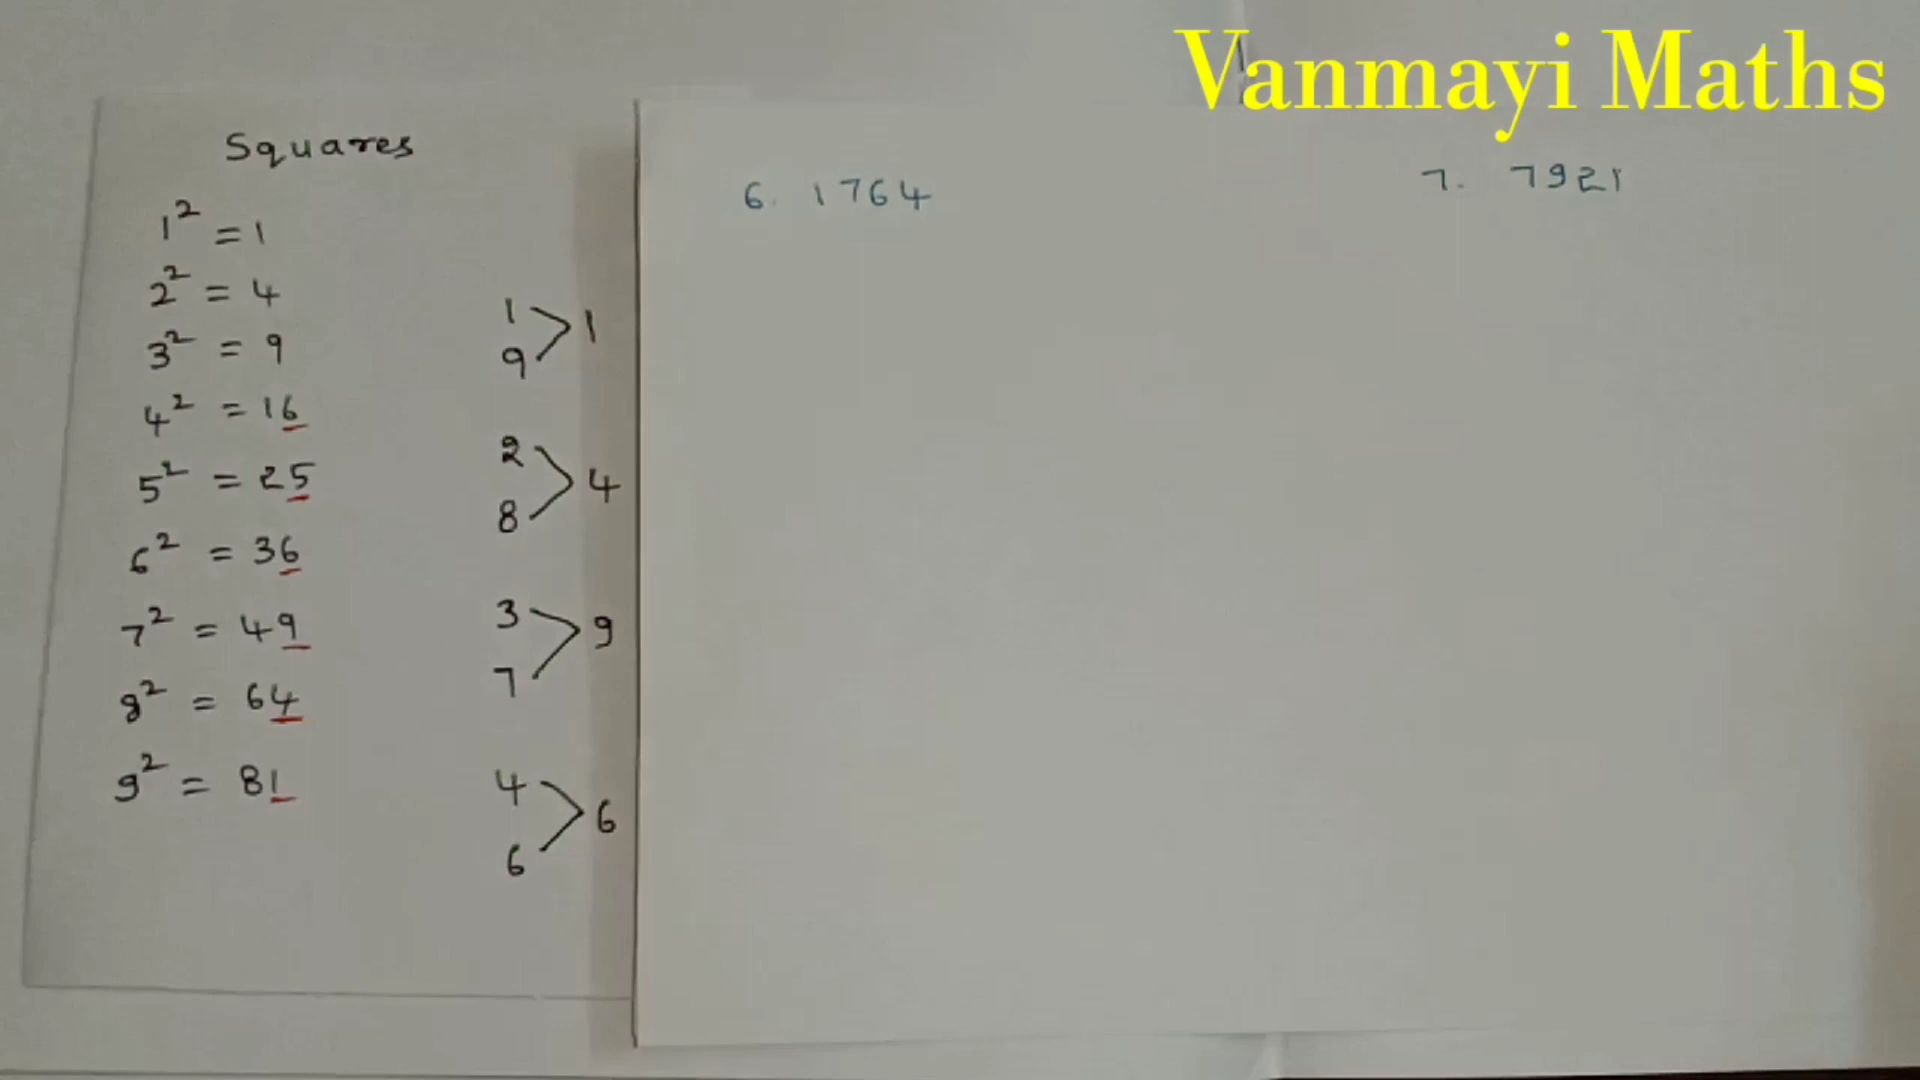 Vanmayi Maths
Squares
1² = 1
2² = 4
3² = 9
4² = 16
5² = 25
6² = 36
7² = 49
8² = 64
9² = 81
1
9
1
2
8
4
3
7
9
4
6
6
6. 1764
7. 7921